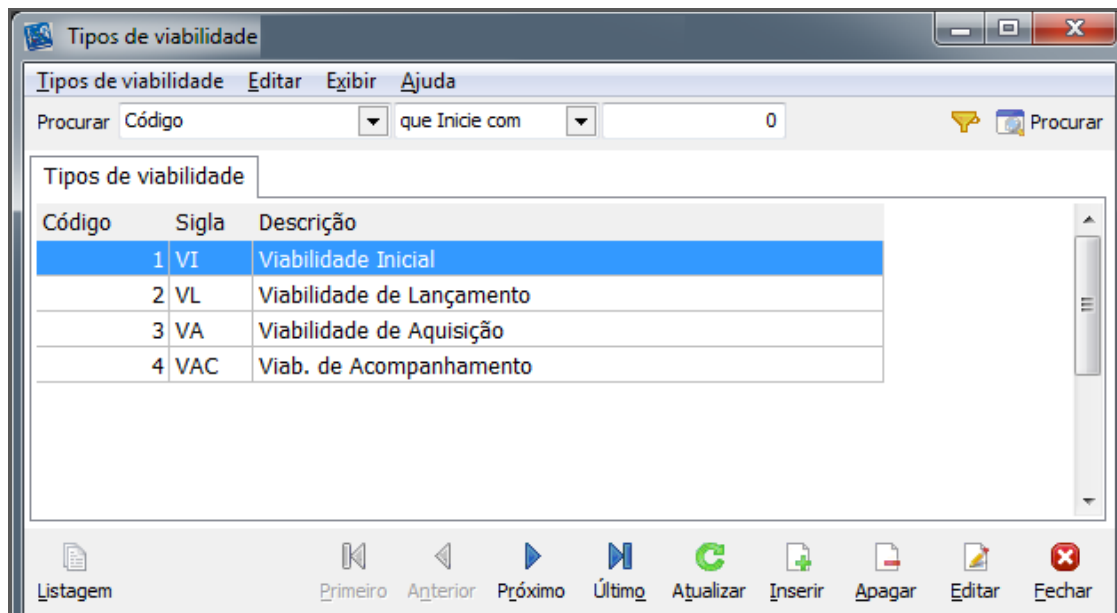 Tipos de viabilidade
Tipos de viabilidade Editar Exibir Ajuda
Procurar Código que Inicie com 0 Procurar
Tipos de viabilidade
Código Sigla Descrição
1 VI Viabilidade Inicial
2 VL Viabilidade de Lançamento
3 VA Viabilidade de Aquisição
4 VAC Viab. de Acompanhamento
Listagem Primeiro Anterior Próximo Último Atualizar Inserir Apagar Editar Fechar